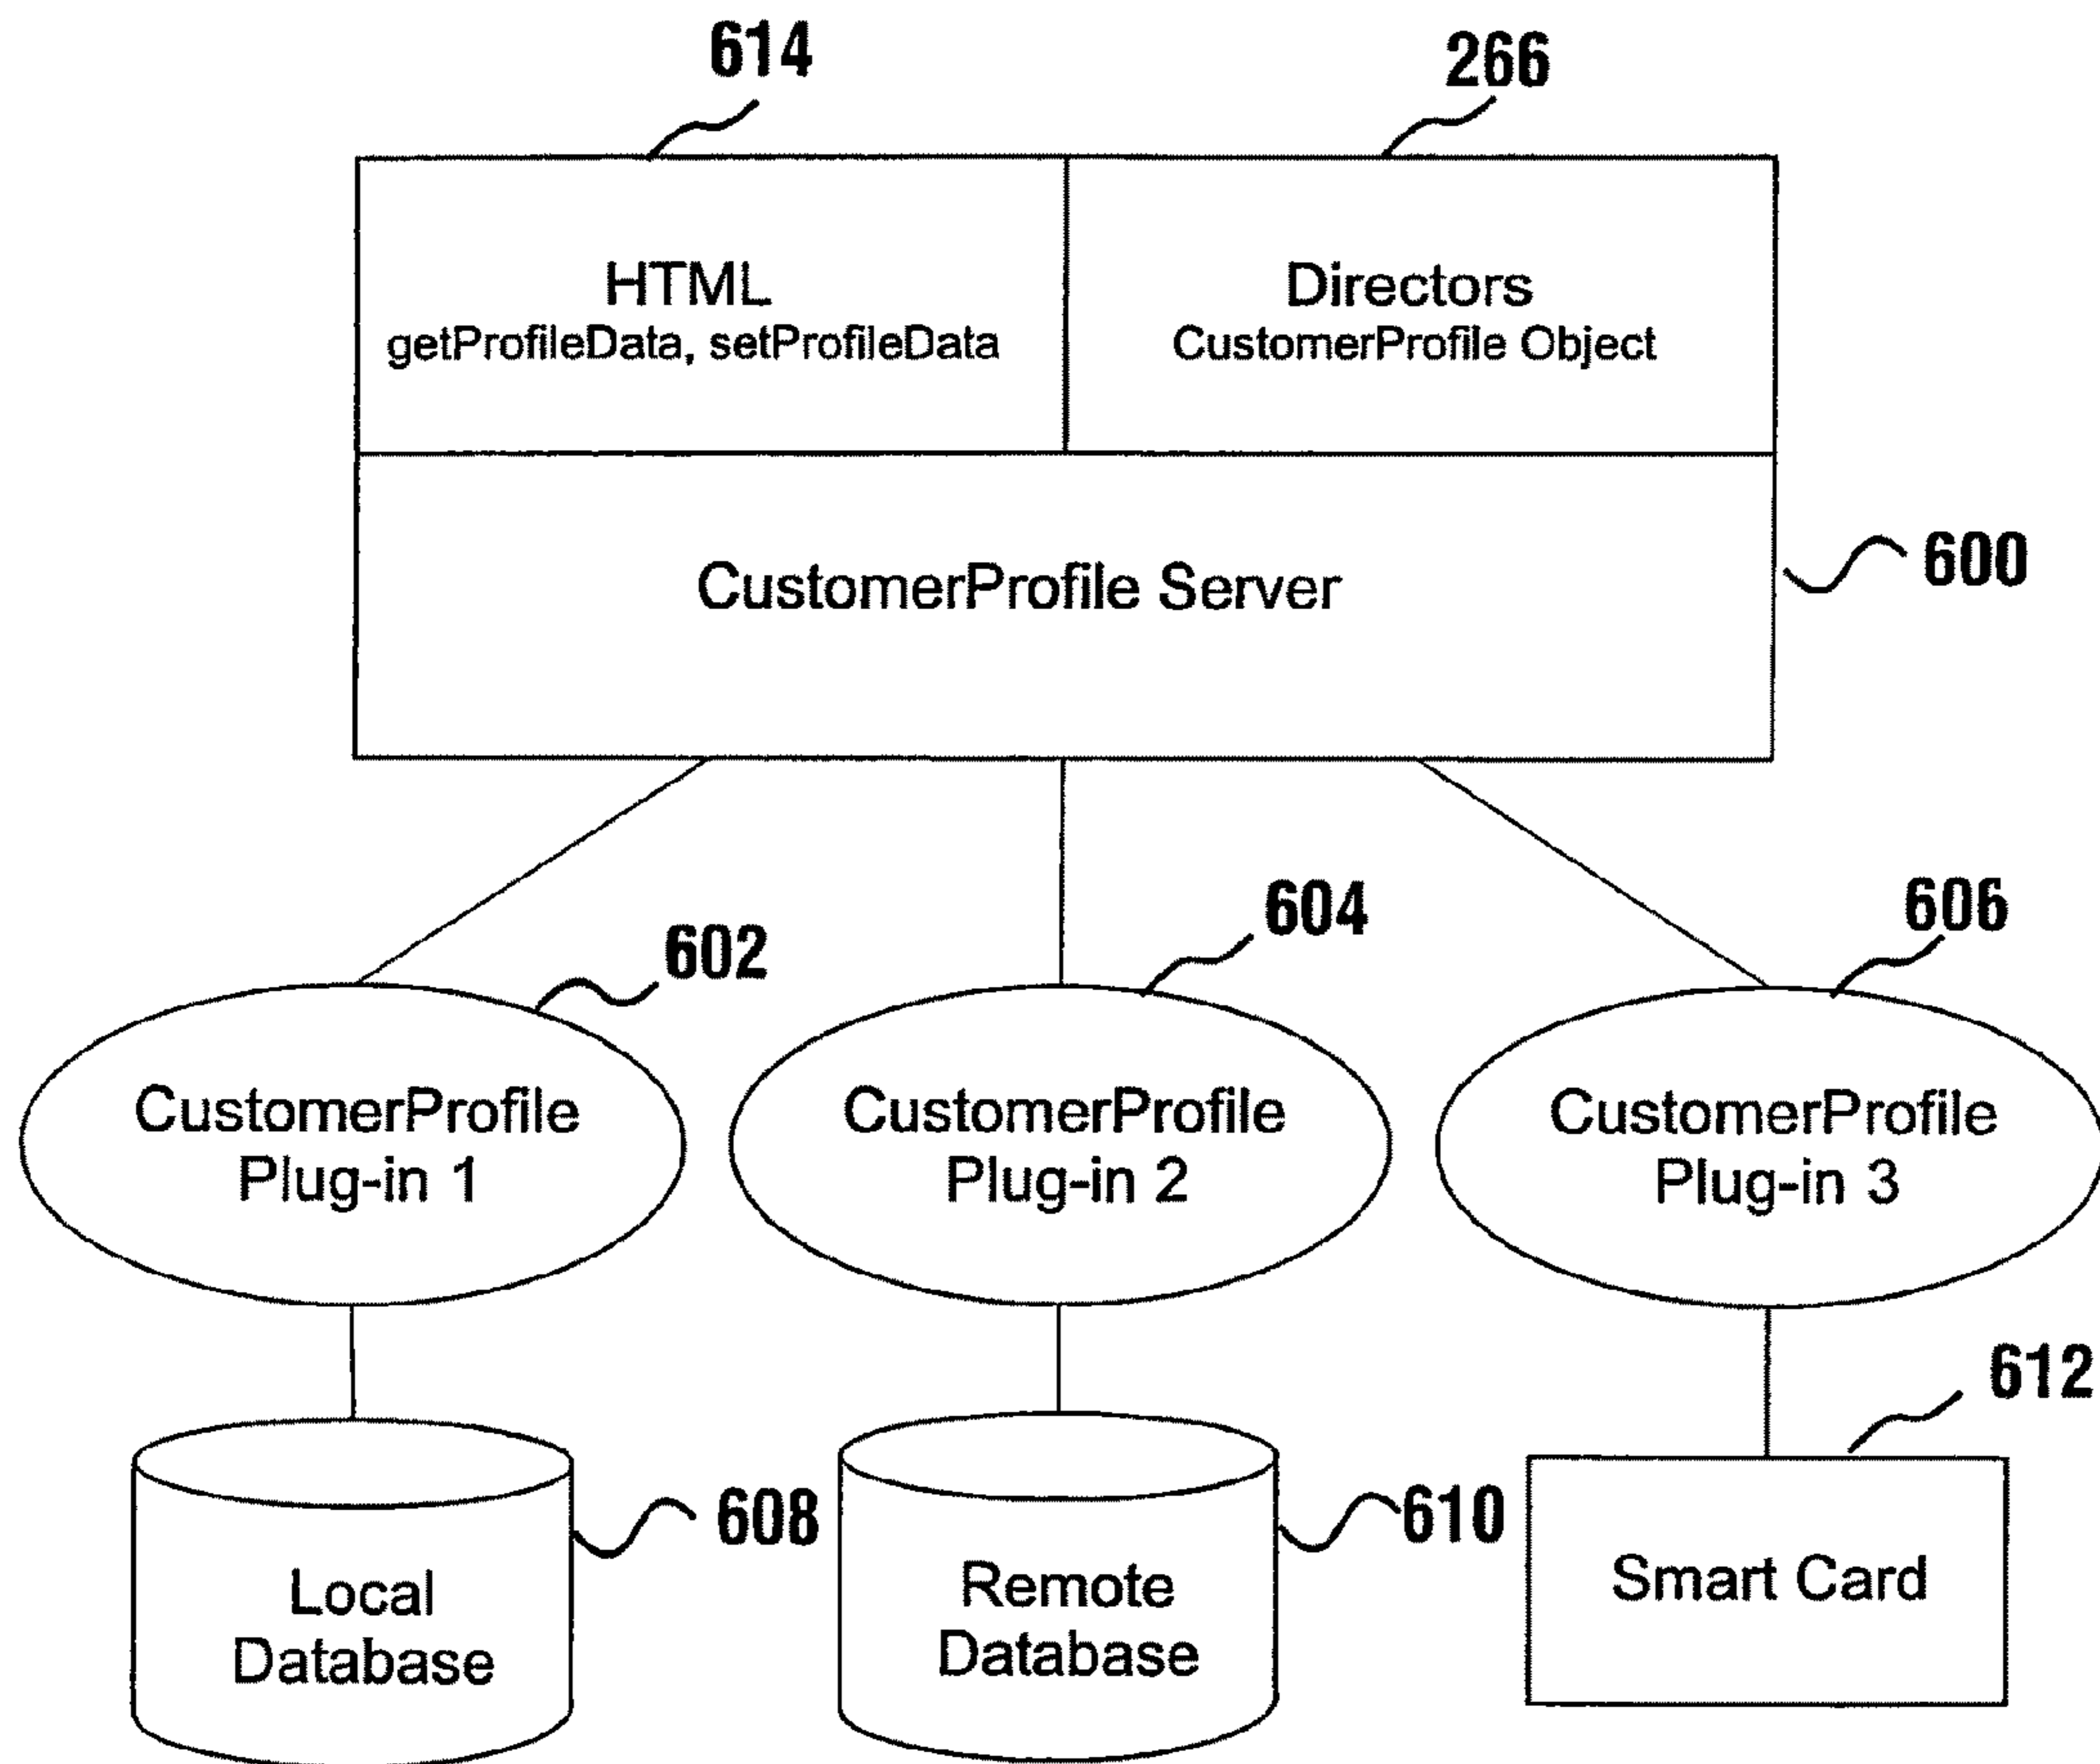 614
266
HTML
getProfileData, setProfileData
Directors
CustomerProfile Object
CustomerProfile Server
600
602
604
606
CustomerProfile
Plug-in 1
CustomerProfile
Plug-in 2
CustomerProfile
Plug-in 3
612
608
610
Local
Database
Remote
Database
Smart Card